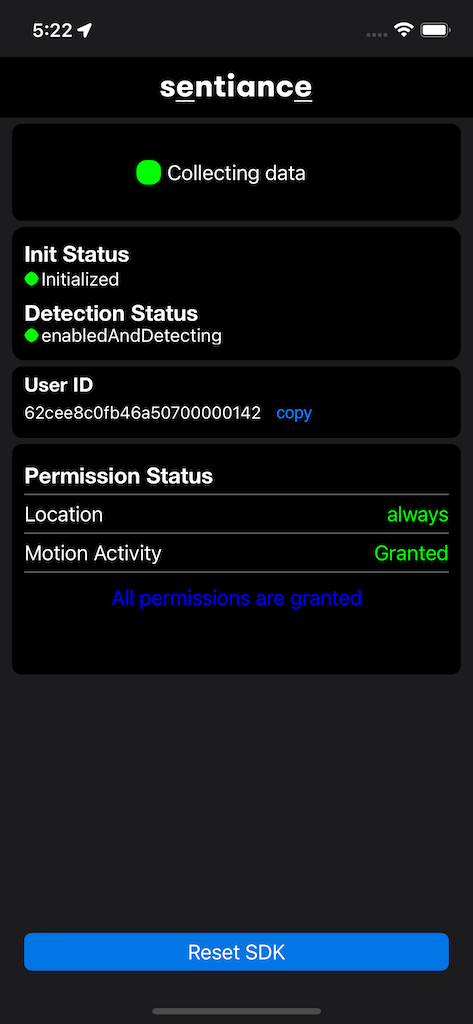 5:22
sentiance
Collecting data
Init Status
Initialized
Detection Status
enabledAndDetecting
User ID
62cee8c0fb46a50700000142 copy
Permission Status
Location always
Motion Activity Granted
All permissions are granted
Reset SDK